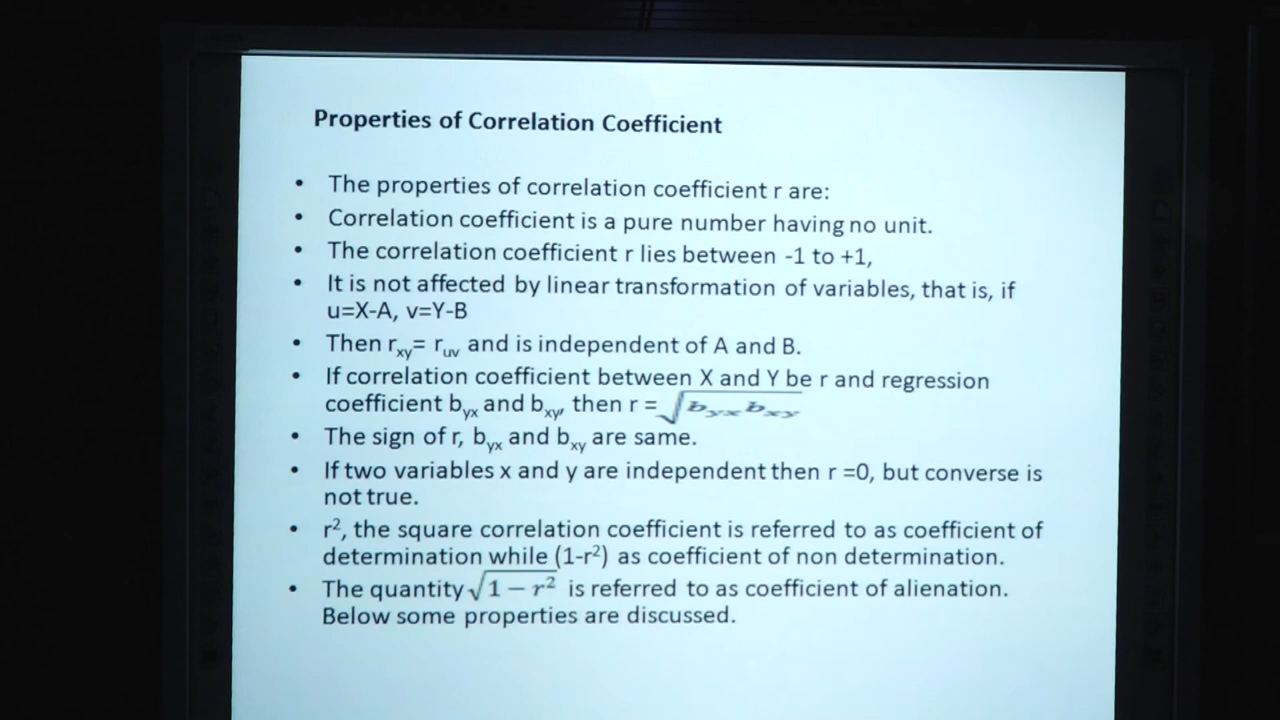 Properties of Correlation Coefficient
• The properties of correlation coefficient r are:
• Correlation coefficient is a pure number having no unit.
• The correlation coefficient r lies between -1 to +1,
• It is not affected by linear transformation of variables, that is, if
u=X-A, v=Y-B
• Then rxy= ruv and is independent of A and B.
• If correlation coefficient between X and Y be r and regression
coefficient byx and bxy, then r = √byxbxy
• The sign of r, byx and bxy are same.
• If two variables x and y are independent then r =0, but converse is
not true.
• r², the square correlation coefficient is referred to as coefficient of
determination while (1-r²) as coefficient of non determination.
• The quantity √1 − r² is referred to as coefficient of alienation.
Below some properties are discussed.